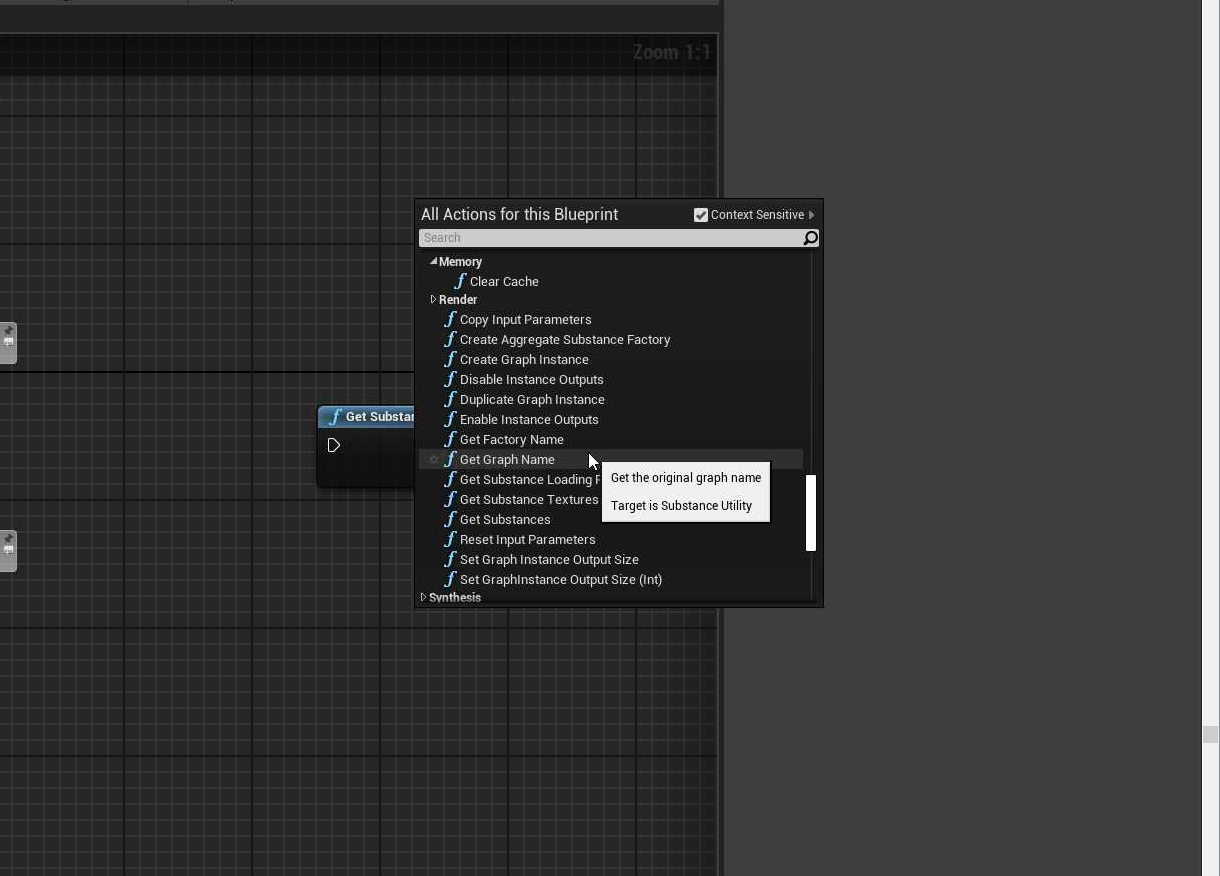 Zoom 1:1
All Actions for this Blueprint
Context Sensitive
Search
Memory
Clear Cache
Render
Copy Input Parameters
Create Aggregate Substance Factory
Create Graph Instance
Disable Instance Outputs
Duplicate Graph Instance
Get Substan
Enable Instance Outputs
Get Factory Name
Get Graph Name
Get the original graph name
Get Substance Loading
Get Substance Textures
Target is Substance Utility
Get Substances
Reset Input Parameters
Set Graph Instance Output Size
Set GraphInstance Output Size (Int)
Synthesis